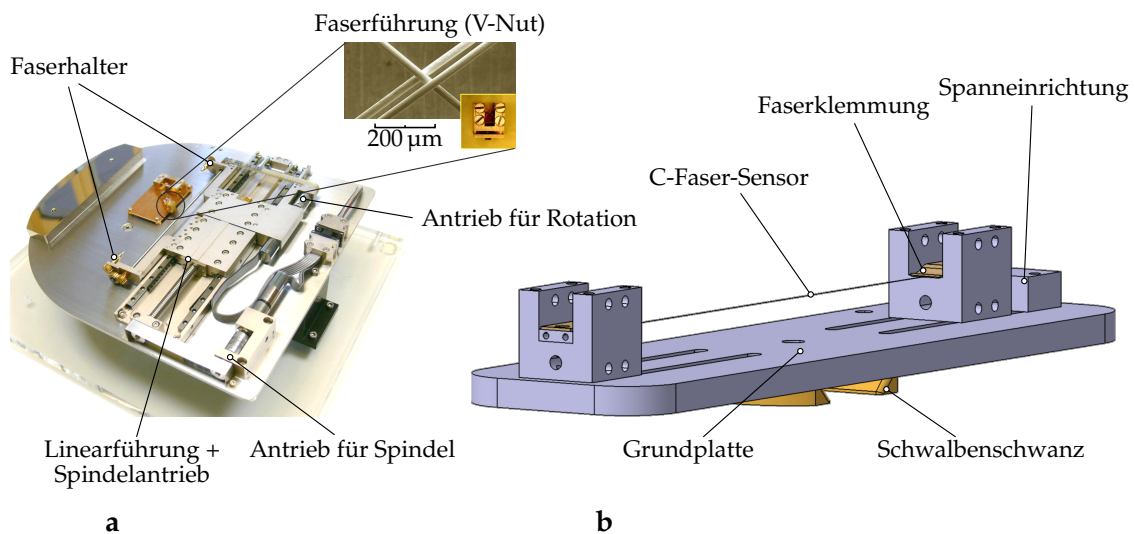 Faserführung (V-Nut)
Faserhalter
200 µm
Antrieb für Rotation
Linearführung +
Spindelantrieb
Antrieb für Spindel
a
Spanneinrichtung
Faserklemmung
C-Faser-Sensor
Grundplatte
Schwalbenschwanz
b